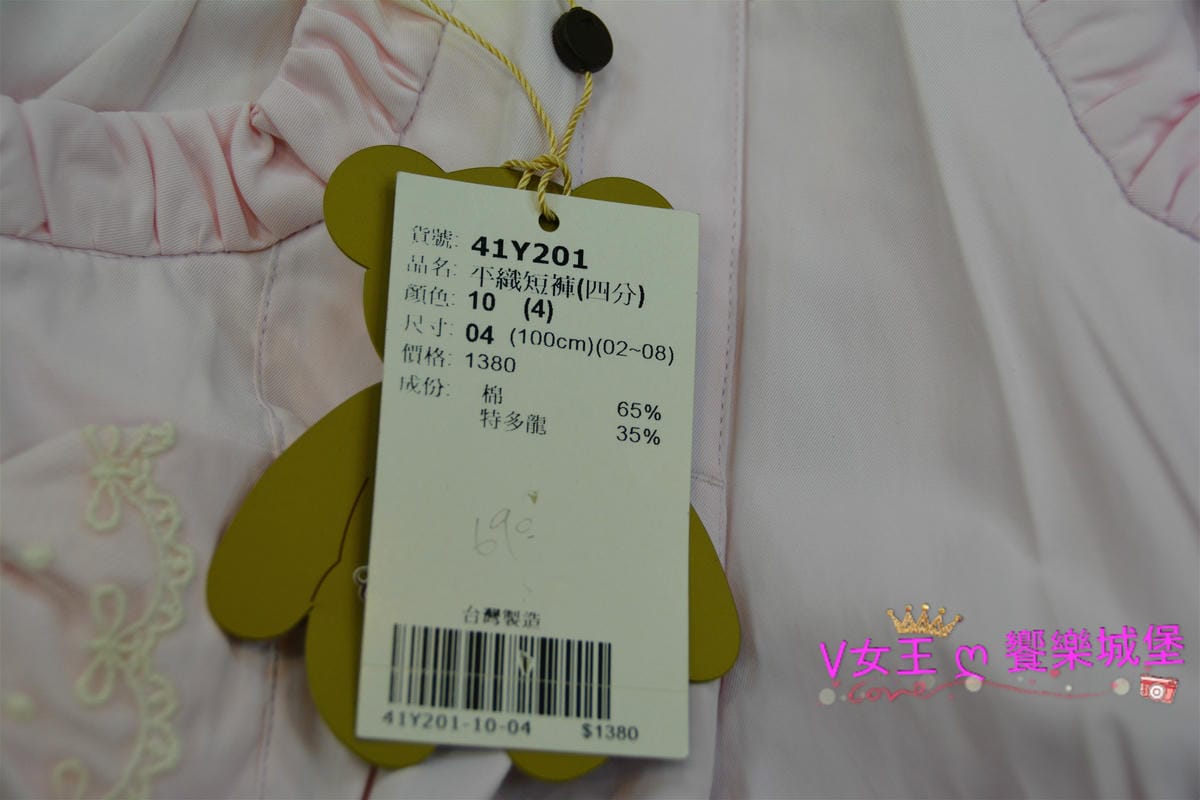 貨號: 41Y201
品名: 平織短褲(四分)
顏色: 10 (4)
尺寸: 04 (100cm)(02~08)
價格: 1380
成份: 棉 65%
特多龍 35%
690.-
台灣製造
41Y201-10-04 $1380
V女王 ღ 饗樂城堡
Love